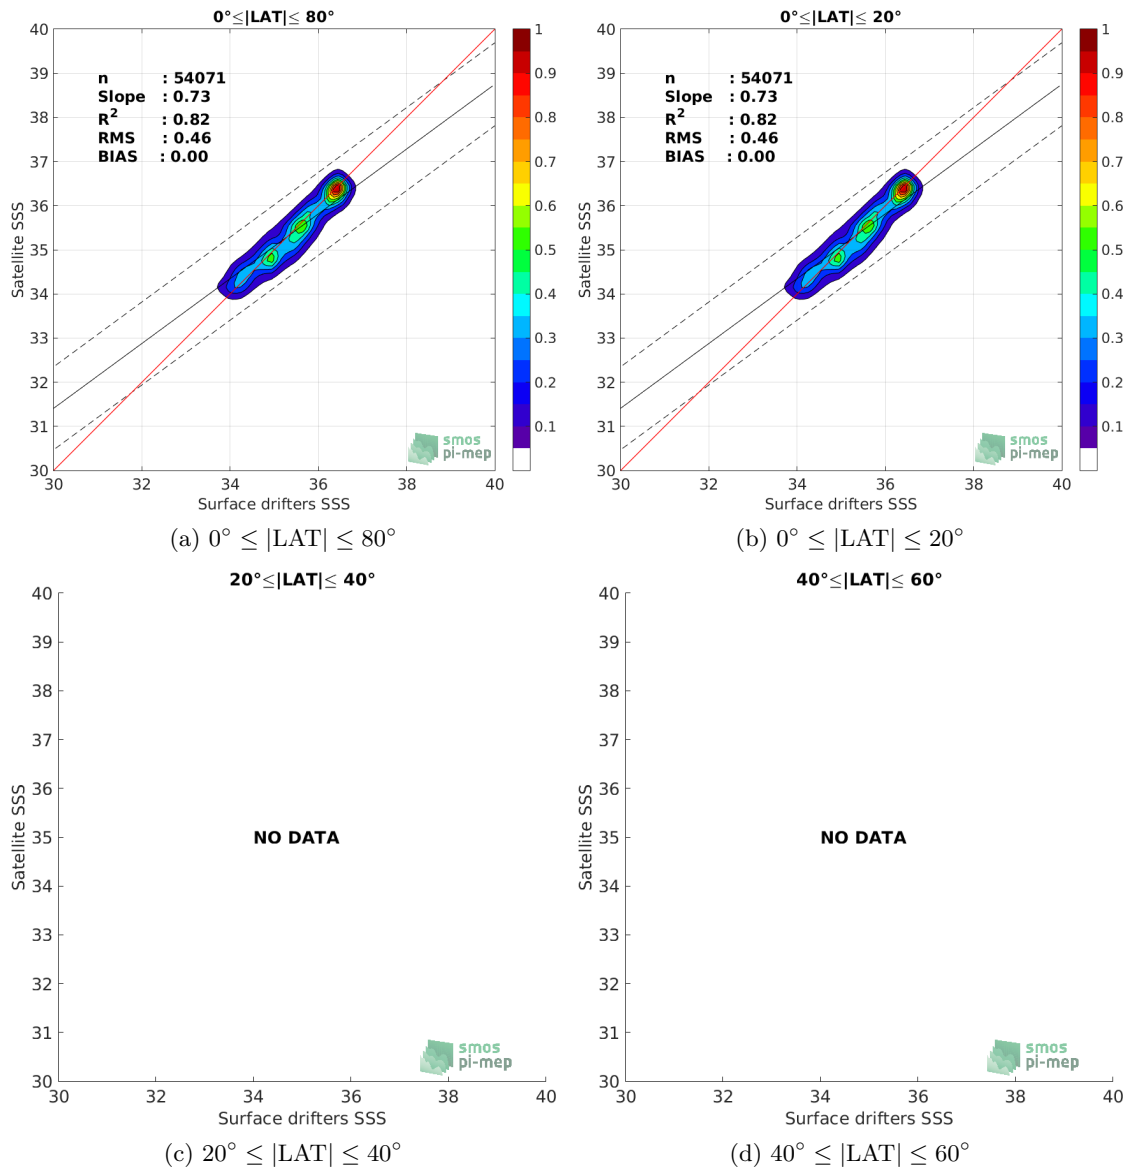 0°≤|LAT|≤ 80°
40
39
38
37
36
35
34
33
32
31
30
Satellite SSS
n : 54071
Slope : 0.73
R² : 0.82
RMS : 0.46
BIAS : 0.00
smos
pi-mep
30 32 34 36 38 40
Surface drifters SSS
1
0.9
0.8
0.7
0.6
0.5
0.4
0.3
0.2
0.1
(a) 0° ≤ |LAT| ≤ 80°
0°≤|LAT|≤ 20°
40
39
38
37
36
35
34
33
32
31
30
Satellite SSS
n : 54071
Slope : 0.73
R² : 0.82
RMS : 0.46
BIAS : 0.00
smos
pi-mep
30 32 34 36 38 40
Surface drifters SSS
1
0.9
0.8
0.7
0.6
0.5
0.4
0.3
0.2
0.1
(b) 0° ≤ |LAT| ≤ 20°
20°≤|LAT|≤ 40°
40
39
38
37
36
35
34
33
32
31
30
Satellite SSS
NO DATA
smos
pi-mep
30 32 34 36 38 40
Surface drifters SSS
(c) 20° ≤ |LAT| ≤ 40°
40°≤|LAT|≤ 60°
40
39
38
37
36
35
34
33
32
31
30
Satellite SSS
NO DATA
smos
pi-mep
30 32 34 36 38 40
Surface drifters SSS
(d) 40° ≤ |LAT| ≤ 60°